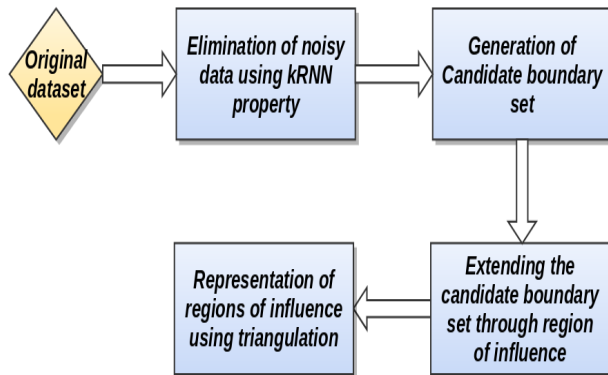 Original
dataset
Elimination of noisy
data using kRNN
property
Generation of
Candidate boundary
set
Extending the
candidate boundary
set through region
of influence
Representation of
regions of influence
using triangulation